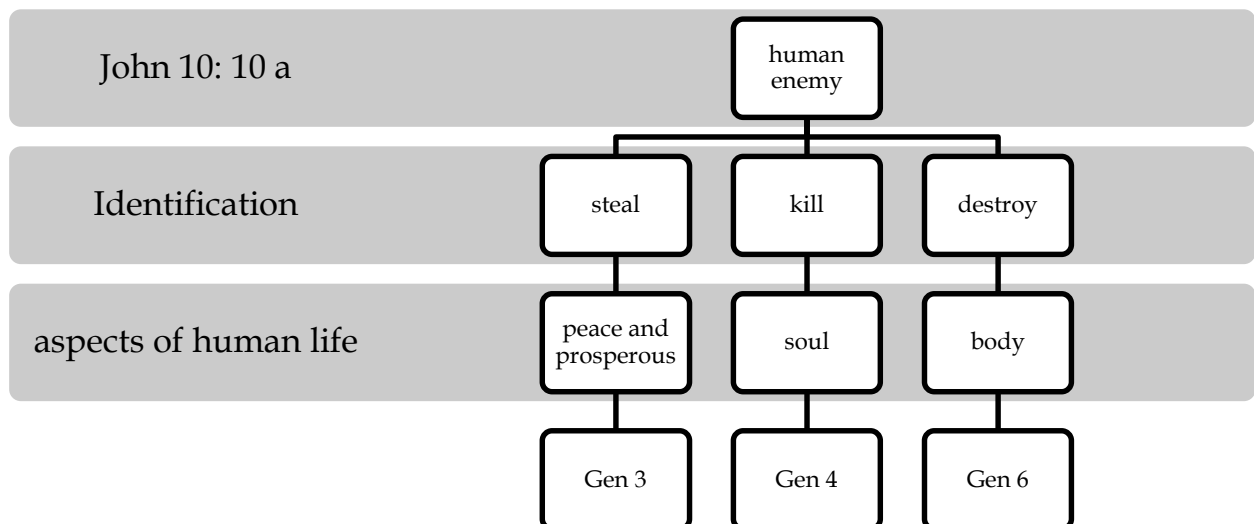 John 10: 10 a
human
enemy
Identification
steal
kill
destroy
aspects of human life
peace and
prosperous
soul
body
Gen 3
Gen 4
Gen 6